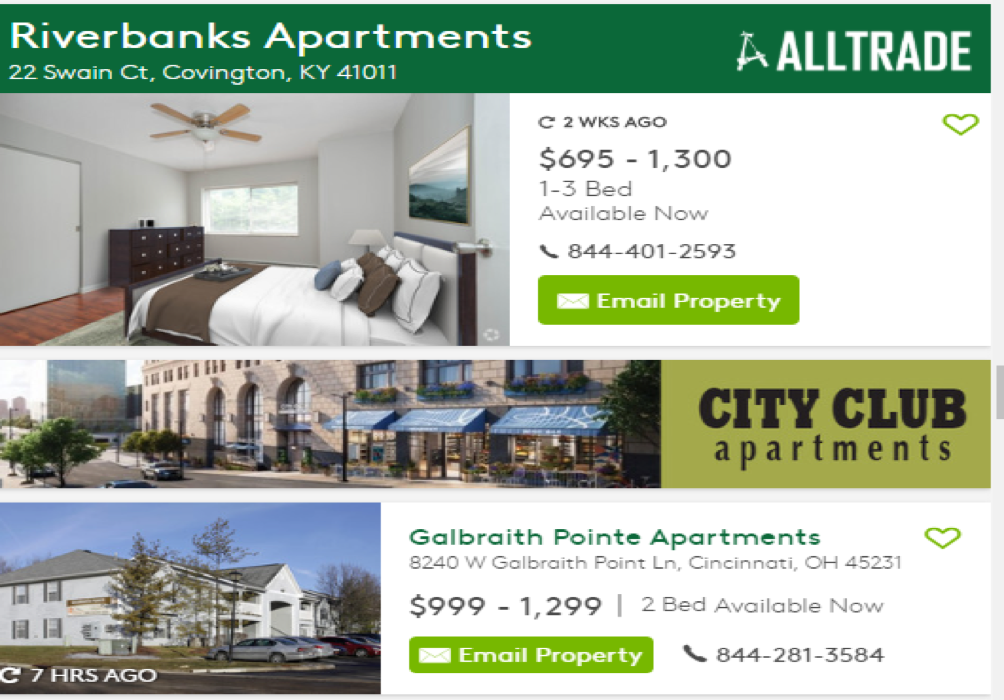 Riverbanks Apartments
22 Swain Ct, Covington, KY 41011
ALLTRADE
2 WKS AGO
$695 - 1,300
1-3 Bed
Available Now
844-401-2593
Email Property
CITY CLUB
apartments
Galbraith Pointe Apartments
8240 W Galbraith Point Ln, Cincinnati, OH 45231
$999 - 1,299 | 2 Bed Available Now
Email Property 844-281-3584
7 HRS AGO